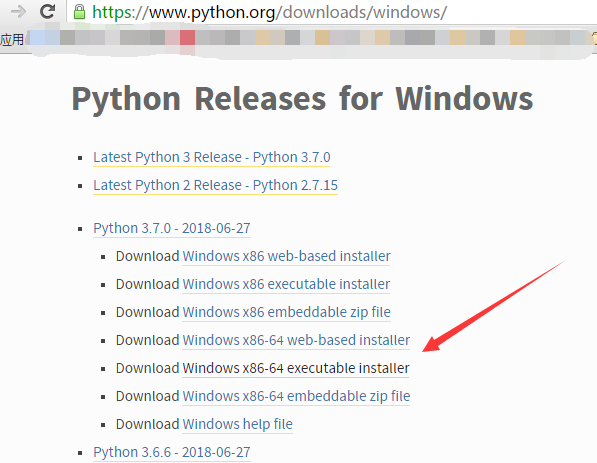 https://www.python.org/downloads/windows/
应用
Python Releases for Windows
Latest Python 3 Release - Python 3.7.0
Latest Python 2 Release - Python 2.7.15
Python 3.7.0 - 2018-06-27
Download Windows x86 web-based installer
Download Windows x86 executable installer
Download Windows x86 embeddable zip file
Download Windows x86-64 web-based installer
Download Windows x86-64 executable installer
Download Windows x86-64 embeddable zip file
Download Windows help file
Python 3.6.6 - 2018-06-27